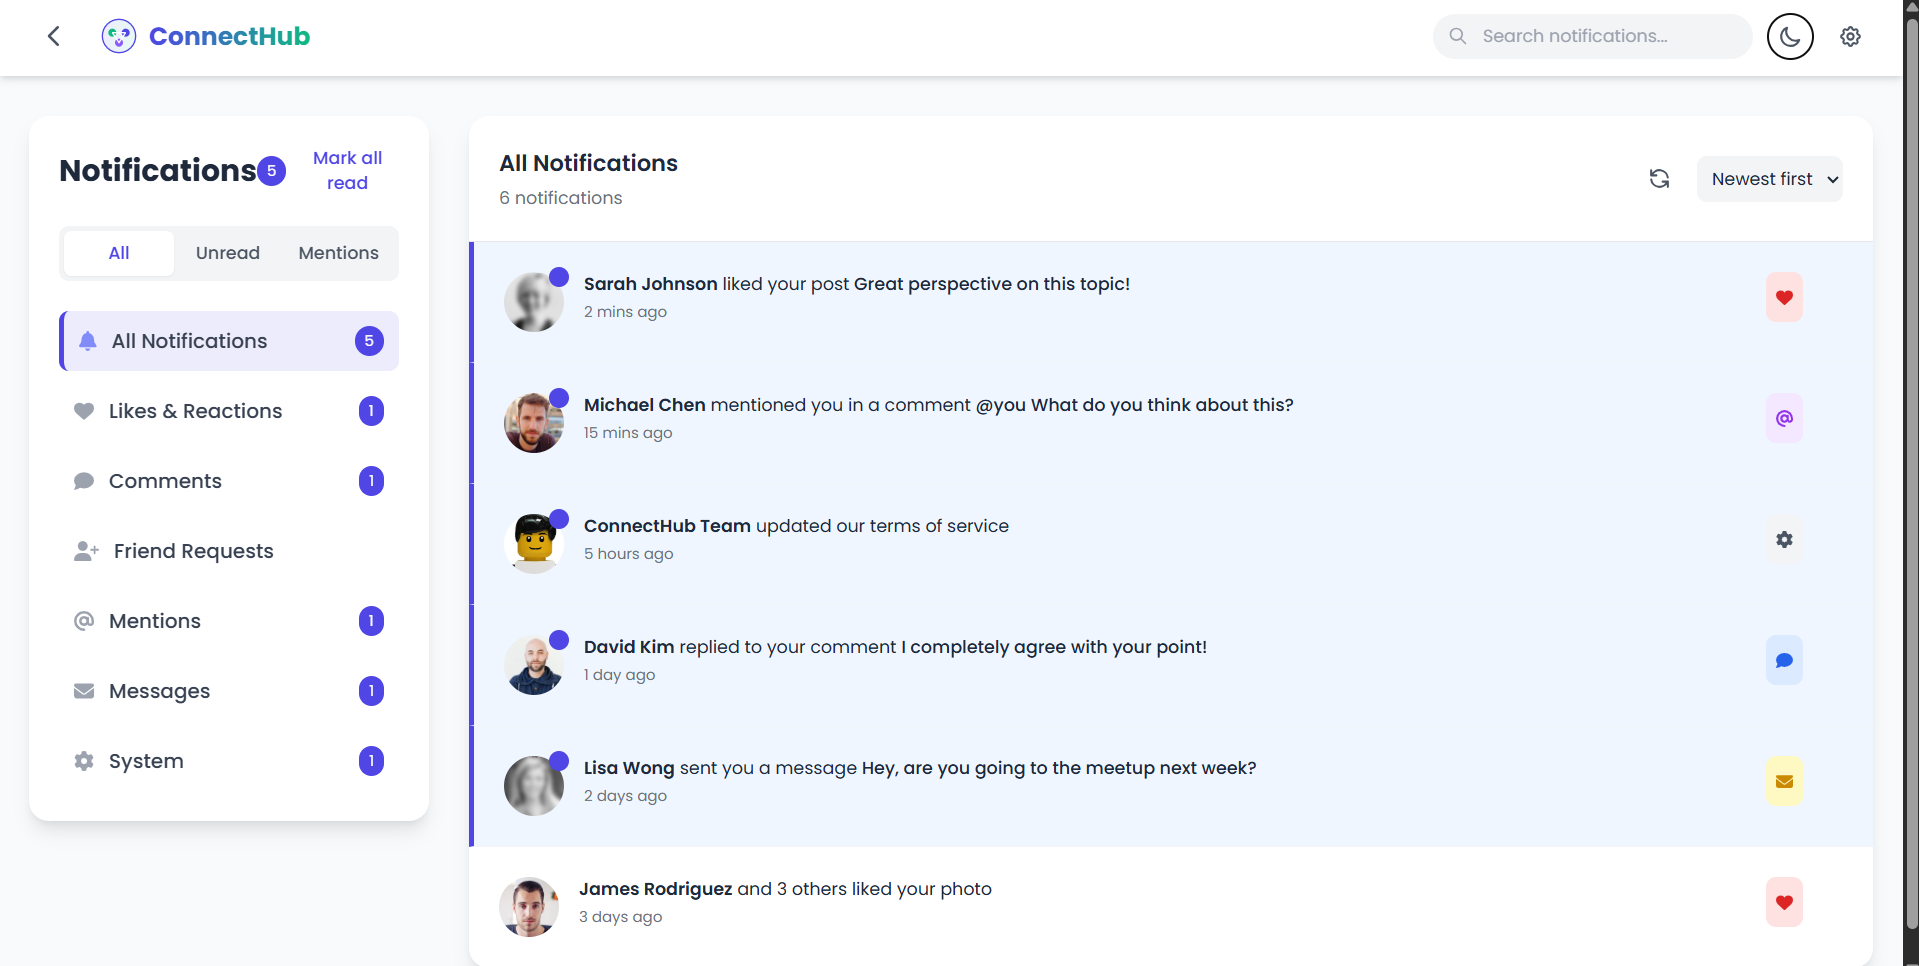 ConnectHub
Search notifications...
Notifications 5
Mark all
read
All Unread Mentions
All Notifications 5
Likes & Reactions 1
Comments 1
Friend Requests
Mentions 1
Messages 1
System 1
All Notifications
6 notifications
Newest first
Sarah Johnson liked your post Great perspective on this topic!
2 mins ago
Michael Chen mentioned you in a comment @you What do you think about this?
15 mins ago
ConnectHub Team updated our terms of service
5 hours ago
David Kim replied to your comment I completely agree with your point!
1 day ago
Lisa Wong sent you a message Hey, are you going to the meetup next week?
2 days ago
James Rodriguez and 3 others liked your photo
3 days ago